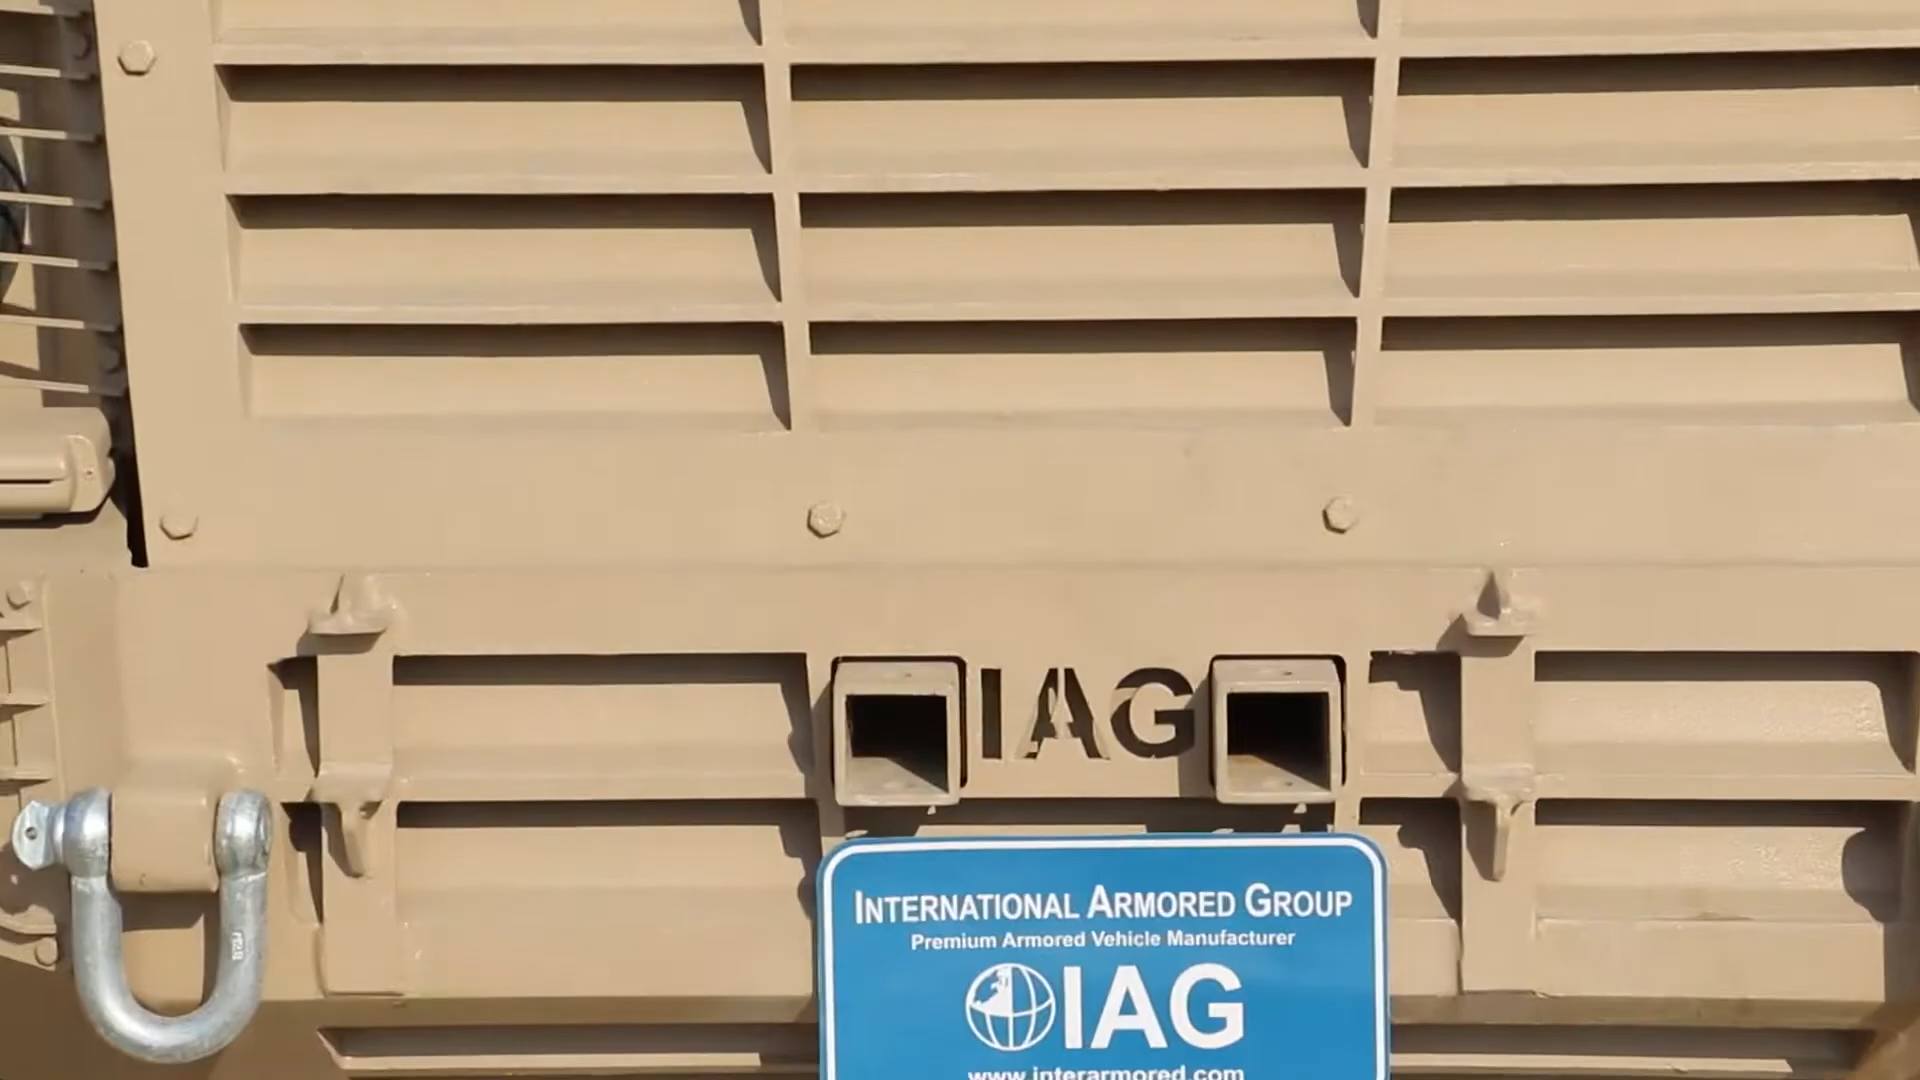 IAG
INTERNATIONAL ARMORED GROUP
Premium Armored Vehicle Manufacturer
IAG
www.interarmored.com